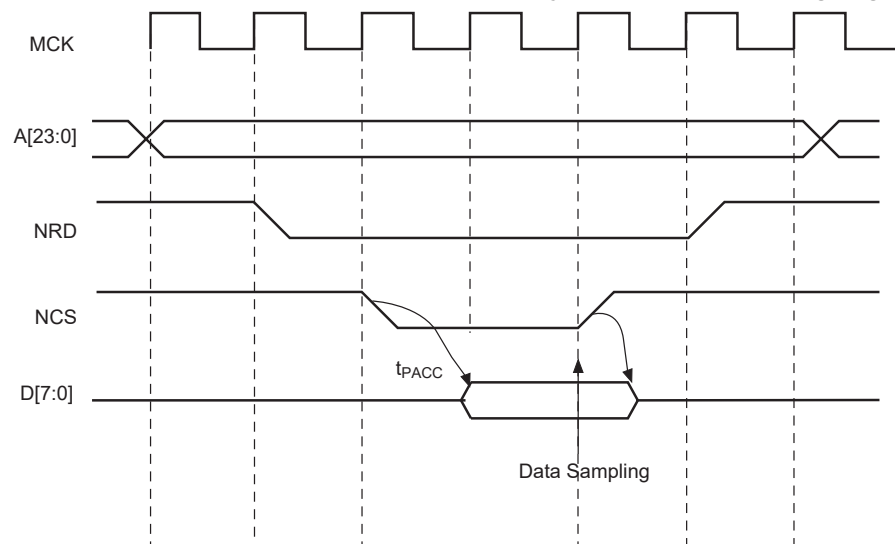 MCK
A[23:0]
NRD
NCS
tPACC
D[7:0]
Data Sampling